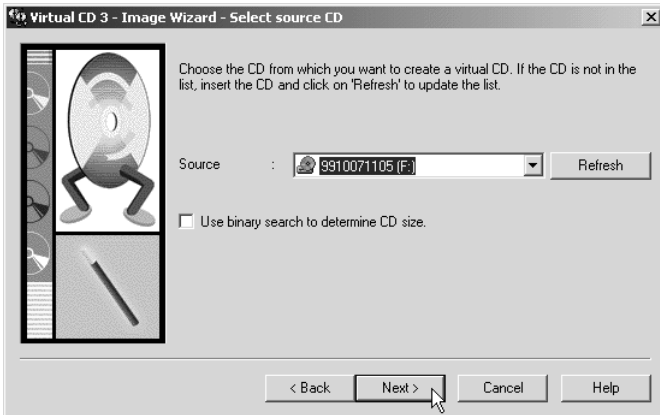 Virtual CD 3 - Image Wizard - Select source CD
Choose the CD from which you want to create a virtual CD. If the CD is not in the
list, insert the CD and click on 'Refresh' to update the list.
Source : 9910071105 (F:) Refresh
Use binary search to determine CD size.
< Back Next > Cancel Help